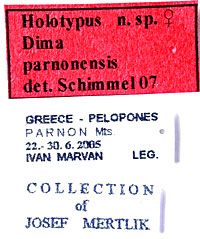 Holotypus n. sp. ♀
Dima
parnonensis
det. Schimmel 07
GREECE - PELOPONES
PARNON Mts.
22.- 30. 6. 2005
IVAN MARVAN LEG.
COLLECTION
of
JOSEF MERTLIK